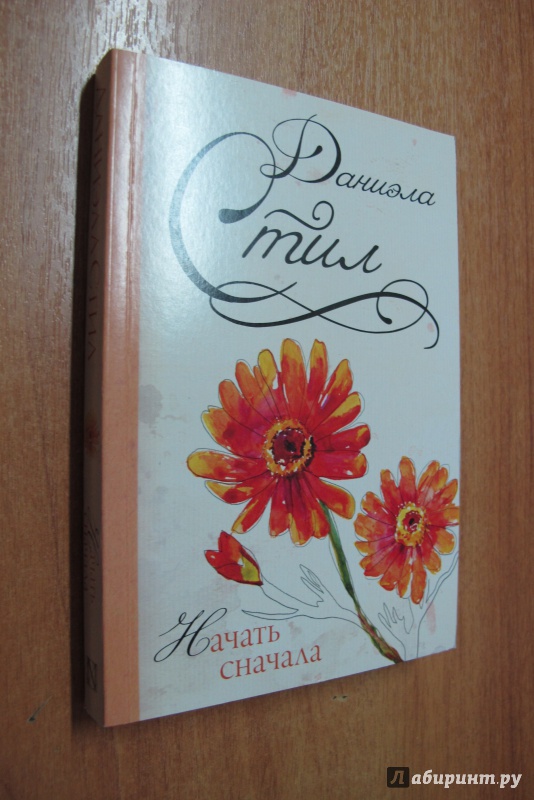 Даниэла
Стил
Начать
сначала
Лабиринт.ру